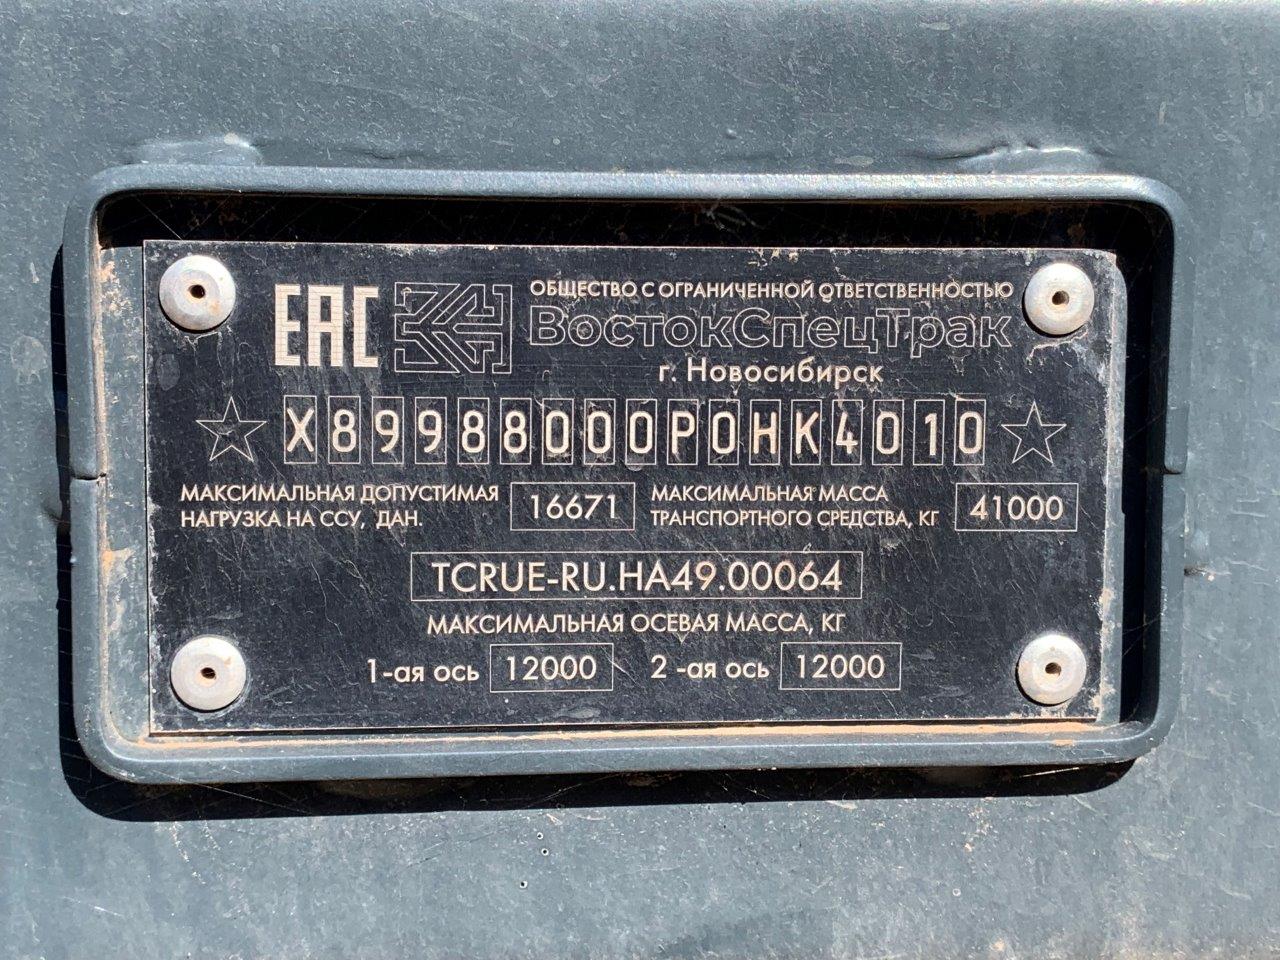 ЕАС
ОБЩЕСТВО С ОГРАНИЧЕННОЙ ОТВЕТСТВЕННОСТЬЮ
ВостокСпецТрак
г. Новосибирск
X89988000P0HK4010
МАКСИМАЛЬНАЯ ДОПУСТИМАЯ
НАГРУЗКА НА ССУ, ДАН.
16671
МАКСИМАЛЬНАЯ МАССА
ТРАНСПОРТНОГО СРЕДСТВА, КГ
41000
TCRUE-RU.HA49.00064
МАКСИМАЛЬНАЯ ОСЕВАЯ МАССА, КГ
1-ая ось 12000 2 -ая ось 12000